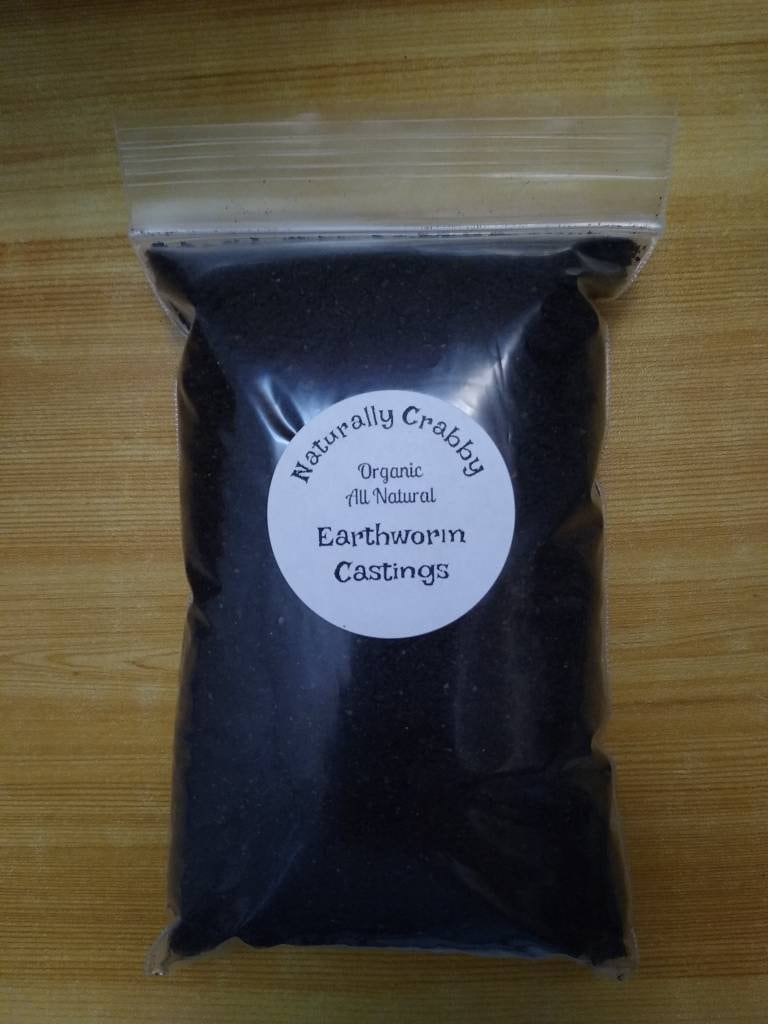 Naturally Crabby
Organic
All Natural
Earthworm
Castings